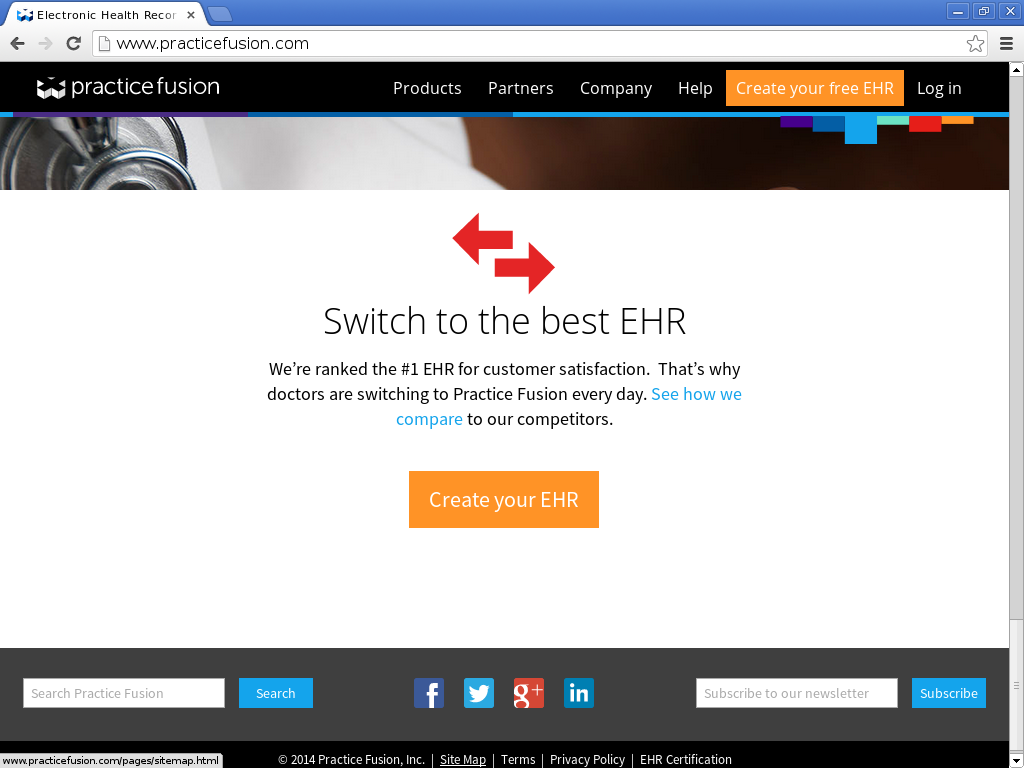 Electronic Health Recor
www.practicefusion.com
practice fusion
Products Partners Company Help Create your free EHR Log in
Switch to the best EHR
We're ranked the #1 EHR for customer satisfaction. That's why
doctors are switching to Practice Fusion every day. See how we
compare to our competitors.
Create your EHR
Search Practice Fusion Search f g+ in Subscribe to our newsletter Subscribe
www.practicefusion.com/pages/sitemap.html
© 2014 Practice Fusion, Inc. | Site Map | Terms | Privacy Policy | EHR Certification